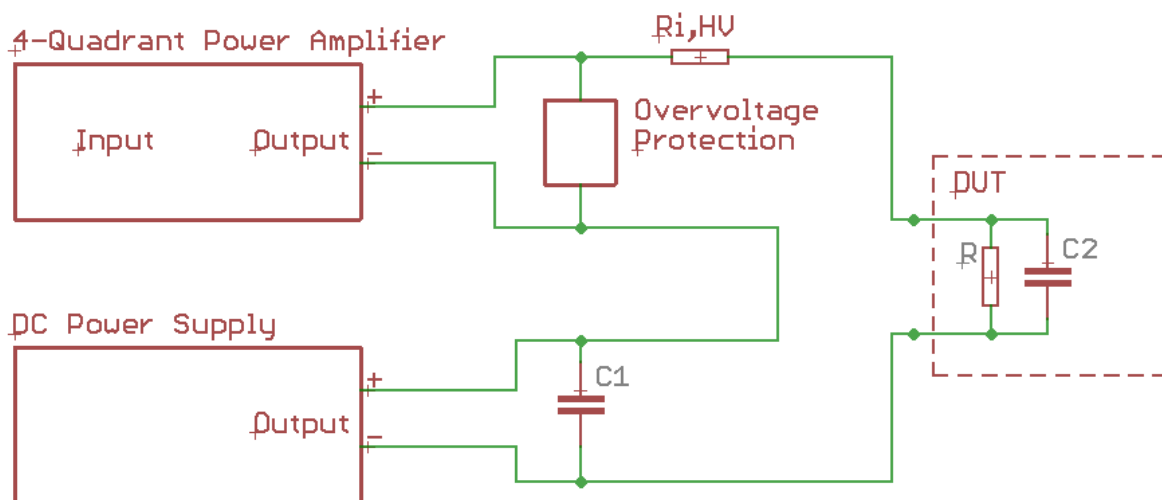 4-Quadrant Power Amplifier
Ri,HV
+
Input
Output
-
Overvoltage
Protection
DUT
R
C2
DC Power Supply
+
C1
Output
-